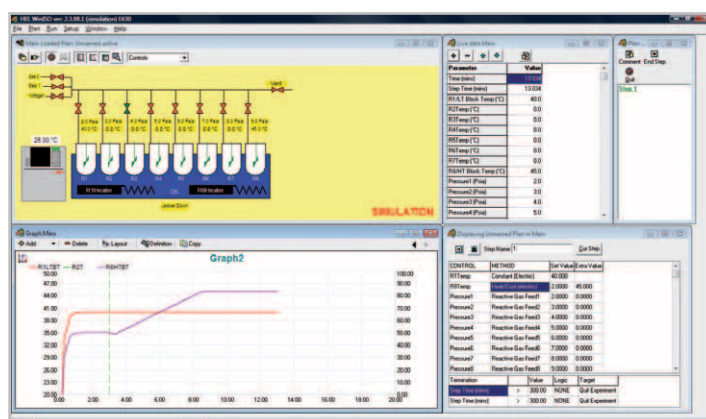 HEL WinISO ver: 2.3.88.1 (simulation) E630
File Plan Run Setup Window Help
Main Loaded Plan: Unnamed active
Controls
Vent
25.00 °C
R1 Heater
OK
R8 Heater
Jacket Down
SIMULATION
Live data Main
Parameter Value
Time (mins) 13.034
Step Time (mins) 13.034
R1/LT Block Temp (°C) 40.0
R2Temp (°C) 0.0
R3Temp (°C) 0.0
R4Temp (°C) 0.0
R5Temp (°C) 0.0
R6Temp (°C) 0.0
R7Temp (°C) 0.0
R8/HT Block Temp (°C) 45.0
Pressure1 (Psia) 2.0
Pressure2 (Psia) 3.0
Pressure3 (Psia) 4.0
Pressure4 (Psia) 5.0
Plan ...
Comment End Step
Quit
Step 1
Graph Main
Add Delete Layout Definition Copy
Graph2
R1LTBT R2T R8HTBT
50.00 100.00
47.00 90.00
44.00 80.00
41.00 70.00
38.00 60.00
35.00 50.00
32.00 40.00
29.00 30.00
26.00 20.00
23.00 10.00
20.00 0.00
0.00 2.00 4.00 6.00 8.00 10.00 12.00 14.00 16.00 18.00 20.00
Displaying Unnamed Plan in Main
Step Name 1 Cur Step
CONTROL METHOD Set Value Extra Value
R1Temp Constant (Electric) 40.000
R8Temp Heat/Cool (electric) 2.0000 45.000
Pressure1 Reactive Gas Feed1 2.0000 0.0000
Pressure2 Reactive Gas Feed2 3.0000 0.0000
Pressure3 Reactive Gas Feed3 4.0000 0.0000
Pressure4 Reactive Gas Feed4 5.0000 0.0000
Pressure5 Reactive Gas Feed5 6.0000 0.0000
Pressure6 Reactive Gas Feed6 7.0000 0.0000
Pressure7 Reactive Gas Feed7 8.0000 0.0000
Pressure8 Reactive Gas Feed8 9.0000 0.0000
Termination Value Logic Target
Step Time (mins) > 300.00 NONE Quit Experiment
Step Time (mins) > 300.00 NONE Quit Experiment